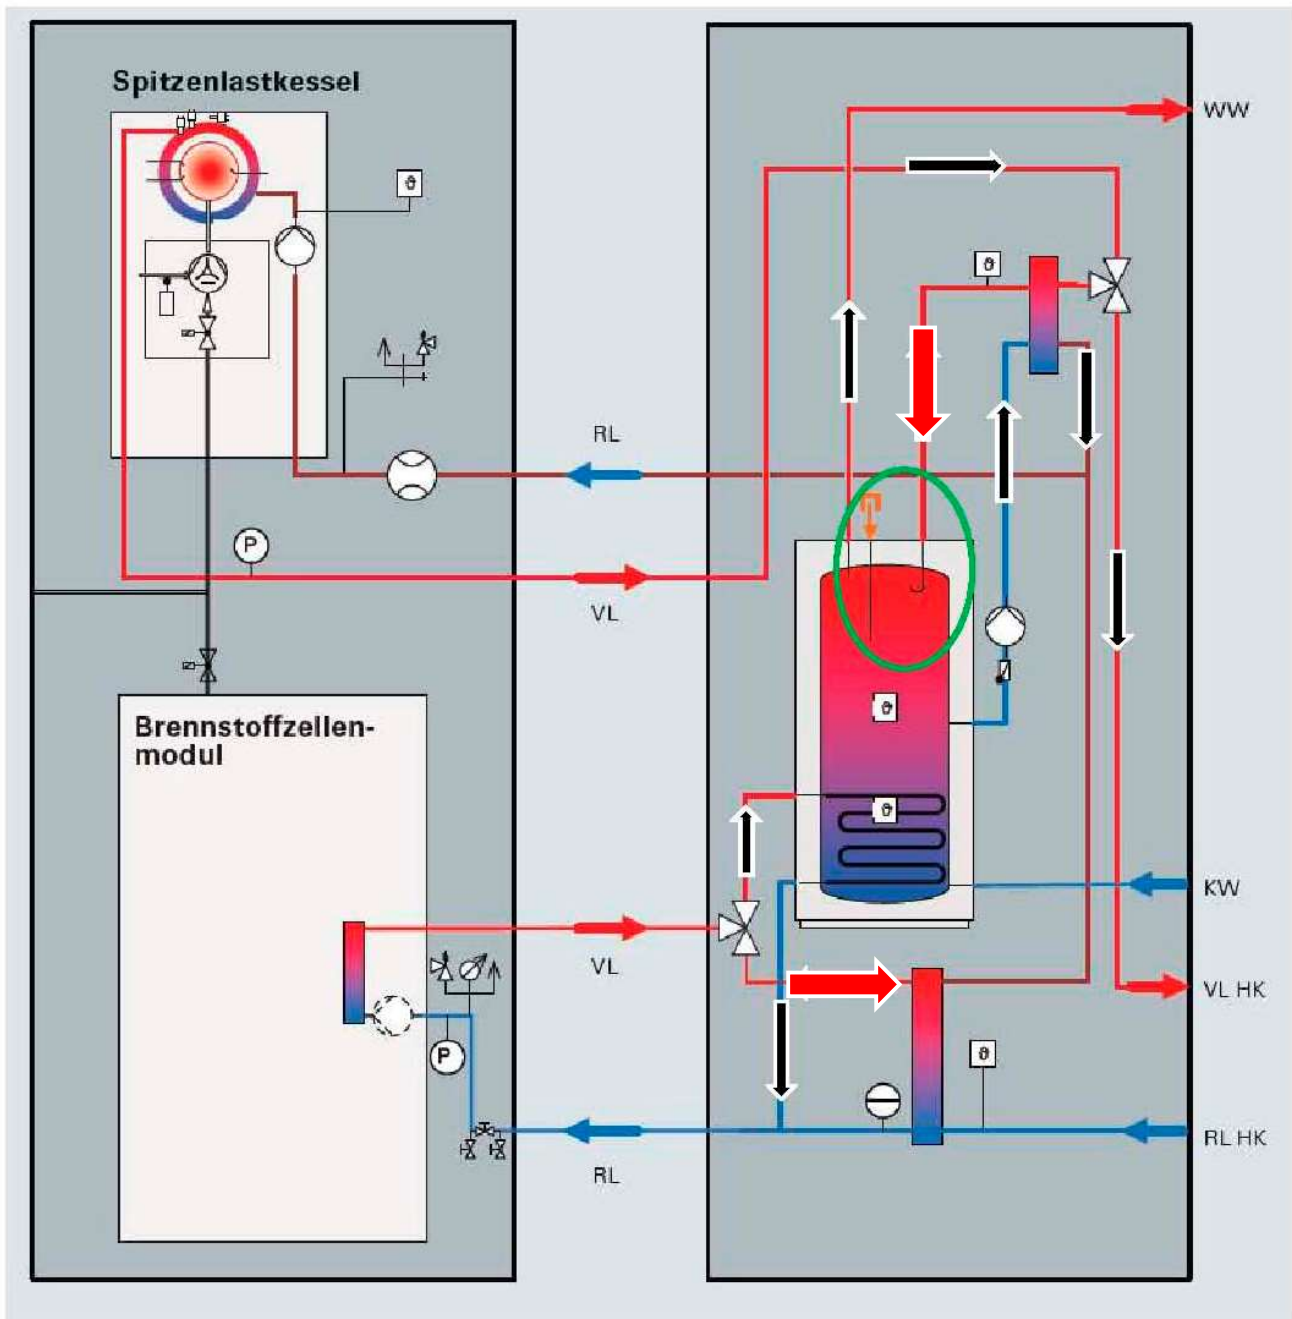 Spitzenlastkessel
WW
ϑ
ϑ
RL
P
VL
Brennstoffzellen-
modul
ϑ
ϑ
KW
VL
VL HK
P
ϑ
RL
RL HK